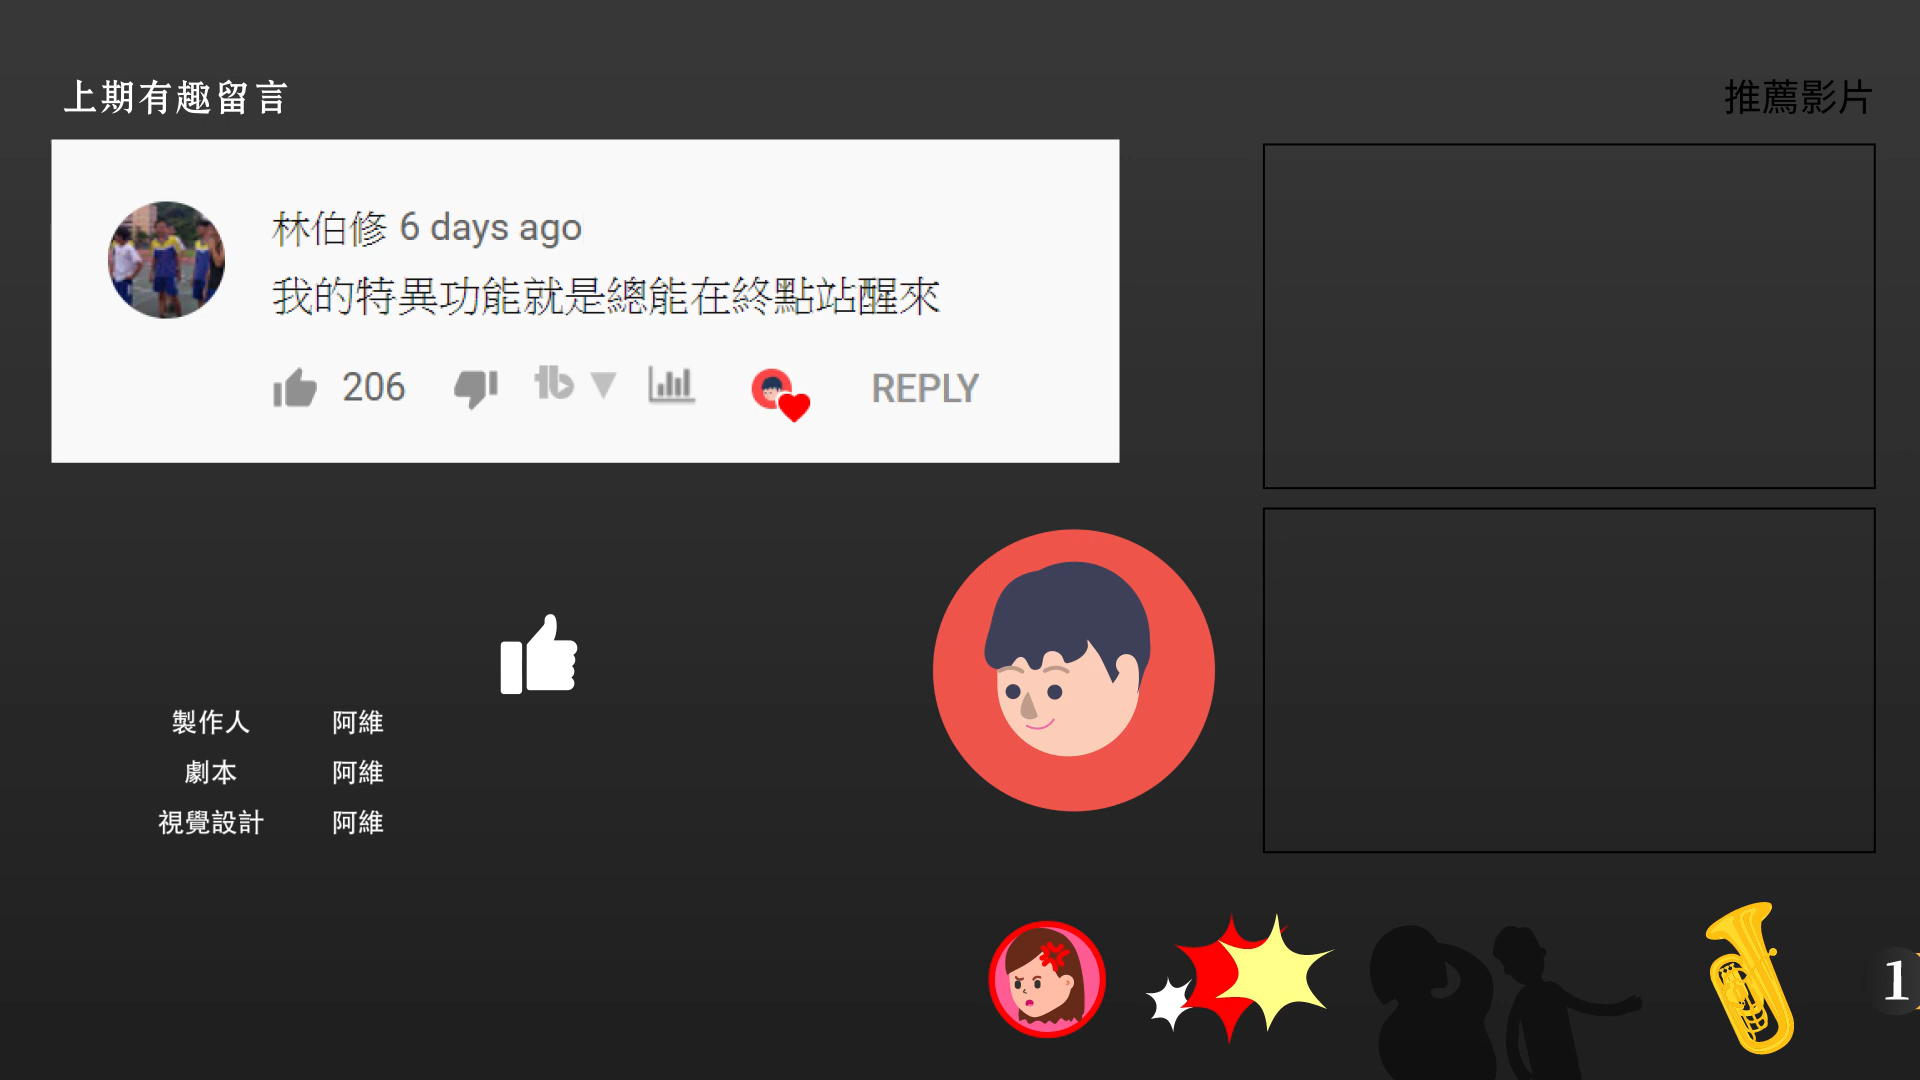 上期有趣留言
推薦影片
林伯修 6 days ago
我的特異功能就是總能在終點站醒來
206
REPLY
製作人 阿維
劇本 阿維
視覺設計 阿維
1